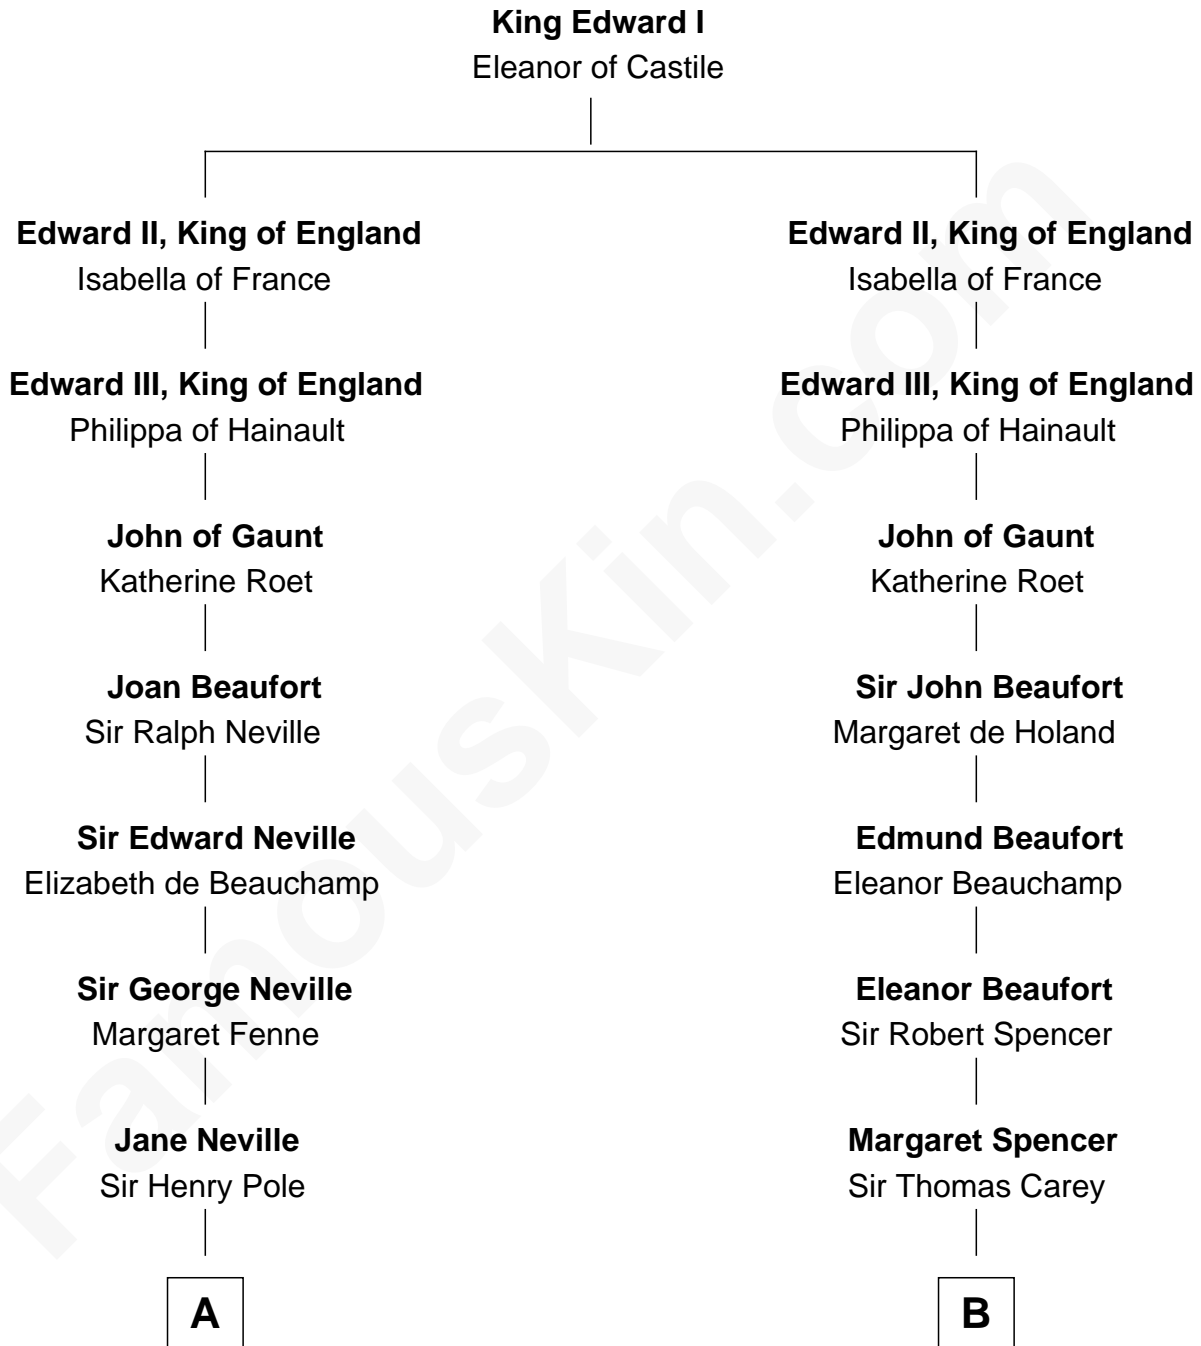 King Edward I
Eleanor of Castile
Edward II, King of England
Isabella of France
Edward II, King of England
Isabella of France
Edward III, King of England
Philippa of Hainault
Edward III, King of England
Philippa of Hainault
John of Gaunt
Katherine Roet
John of Gaunt
Katherine Roet
Joan Beaufort
Sir Ralph Neville
Sir John Beaufort
Margaret de Holand
Sir Edward Neville
Elizabeth de Beauchamp
Edmund Beaufort
Eleanor Beauchamp
Sir George Neville
Margaret Fenne
Eleanor Beaufort
Sir Robert Spencer
Jane Neville
Sir Henry Pole
Margaret Spencer
Sir Thomas Carey
A
B
FamousKin.com